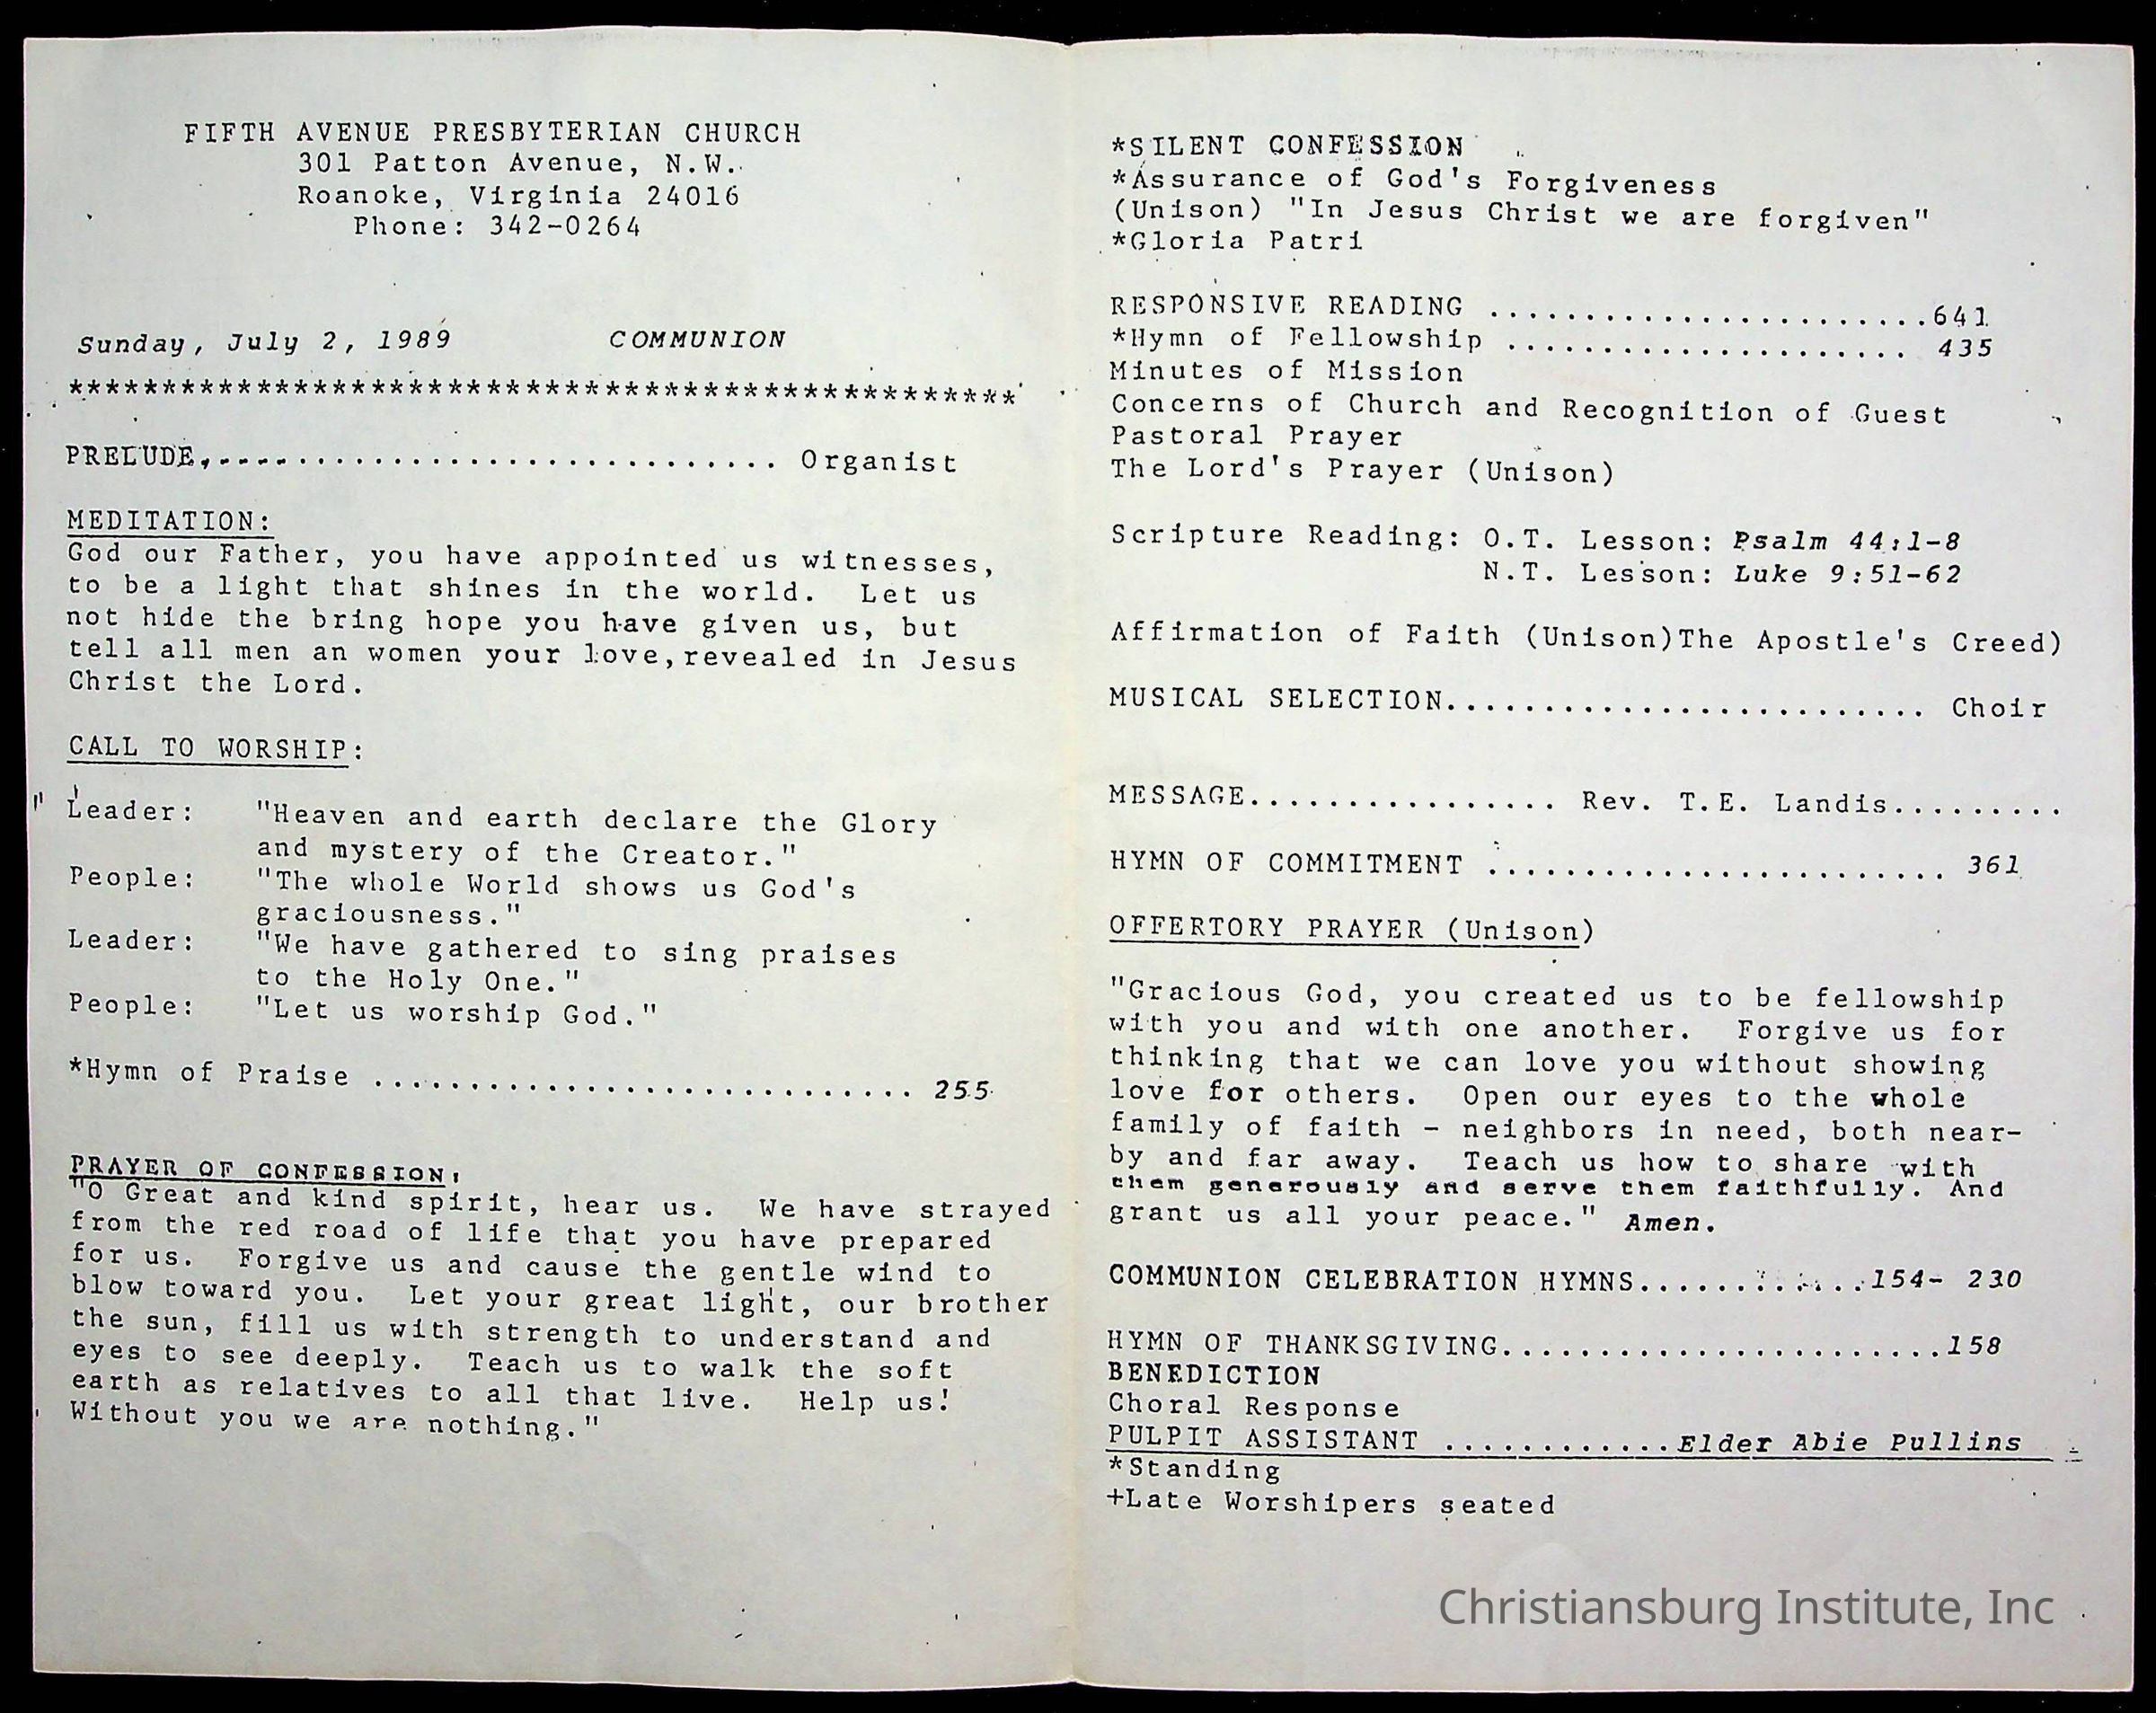 FIFTH AVENUE PRESBYTERIAN CHURCH
301 Patton Avenue, N.W.
Roanoke, Virginia 24016
Phone: 342-0264
Sunday, July 2, 1989 COMMUNION
**************************************************
PRELUDE,............................... Organist
MEDITATION:
God our Father, you have appointed us witnesses,
to be a light that shines in the world. Let us
not hide the bring hope you have given us, but
tell all men an women your love,revealed in Jesus
Christ the Lord.
CALL TO WORSHIP:
Leader: "Heaven and earth declare the Glory
and mystery of the Creator."
People: "The whole World shows us God's
graciousness."
Leader: "We have gathered to sing praises
to the Holy One."
People: "Let us worship God."
*Hymn of Praise ............................ 255
PRAYER OF CONFESSION:
"O Great and kind spirit, hear us. We have strayed
from the red road of life that you have prepared
for us. Forgive us and cause the gentle wind to
blow toward you. Let your great light, our brother
the sun, fill us with strength to understand and
eyes to see deeply. Teach us to walk the soft
earth as relatives to all that live. Help us!
Without you we are nothing."
*SILENT CONFESSION
*Assurance of God's Forgiveness
(Unison) "In Jesus Christ we are forgiven"
*Gloria Patri
RESPONSIVE READING .......................641
*Hymn of Fellowship ..................... 435
Minutes of Mission
Concerns of Church and Recognition of Guest
Pastoral Prayer
The Lord's Prayer (Unison)
Scripture Reading: O.T. Lesson: Psalm 44:1-8
N.T. Lesson: Luke 9:51-62
Affirmation of Faith (Unison)The Apostle's Creed)
MUSICAL SELECTION......................... Choir
MESSAGE................ Rev. T.E. Landis.........
HYMN OF COMMITMENT ........................ 361
OFFERTORY PRAYER (Unison)
"Gracious God, you created us to be fellowship
with you and with one another. Forgive us for
thinking that we can love you without showing
love for others. Open our eyes to the whole
family of faith - neighbors in need, both near-
by and far away. Teach us how to share with
them generously and serve them faithfully. And
grant us all your peace." Amen.
COMMUNION CELEBRATION HYMNS............154- 230
HYMN OF THANKSGIVING.......................158
BENEDICTION
Choral Response
PULPIT ASSISTANT ............Elder Abie Pullins
*Standing
+Late Worshipers seated
Christiansburg Institute, Inc